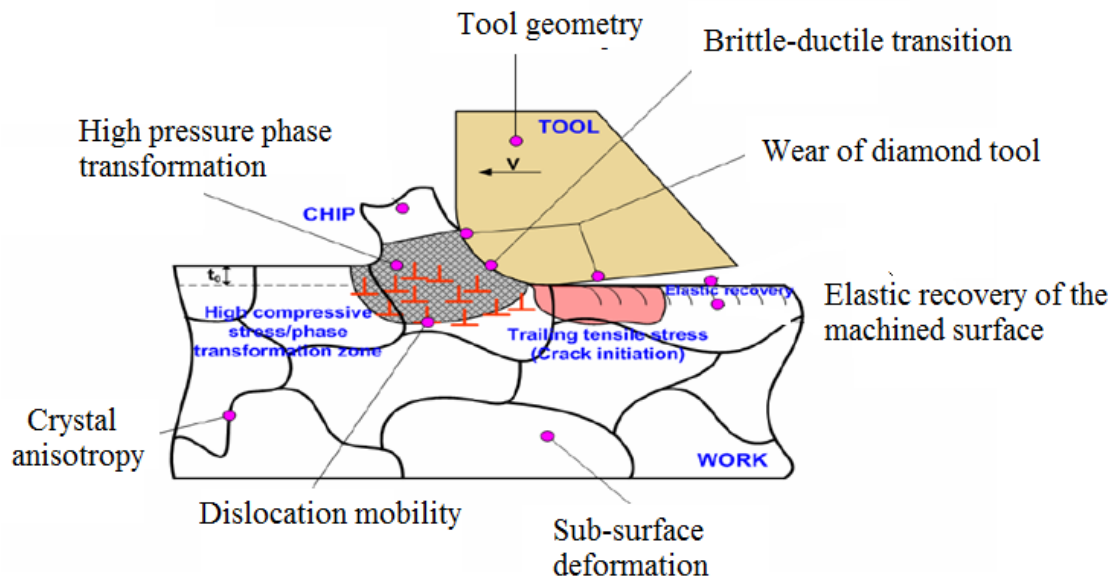 Tool geometry
Brittle-ductile transition
High pressure phase
transformation
TOOL
Wear of diamond tool
V
CHIP
tc
Elastic recovery
Elastic recovery of the
machined surface
High compressive
stress/phase
transformation zone
Trailing tensile stress
(Crack initiation)
Crystal
anisotropy
WORK
Dislocation mobility
Sub-surface
deformation